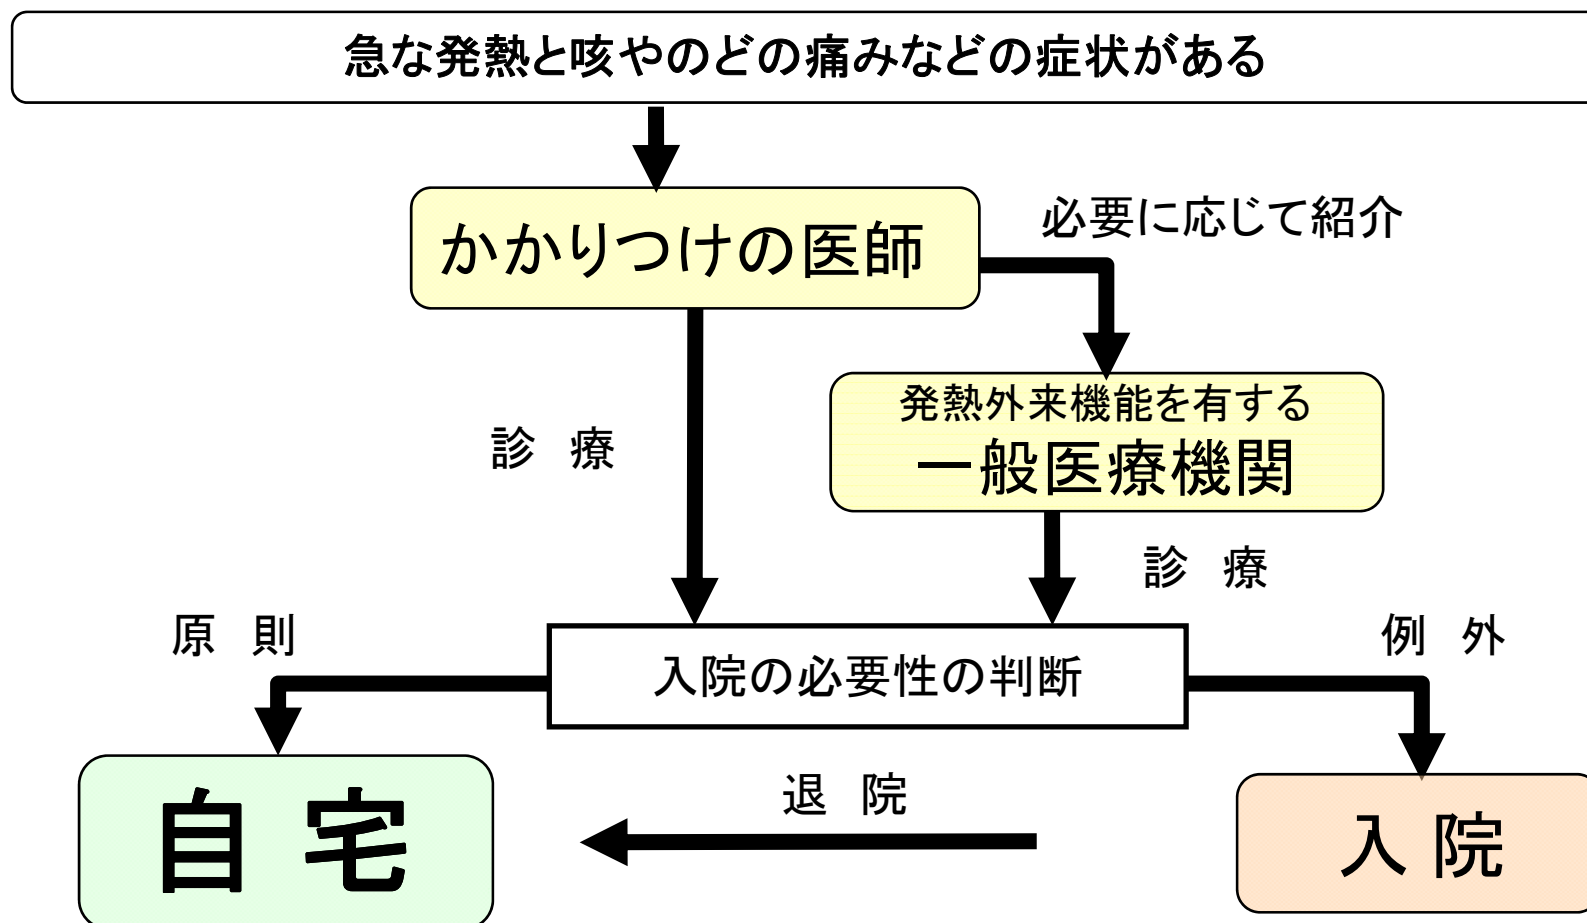 急な発熱と咳やのどの痛みなどの症状がある
かかりつけの医師
必要に応じて紹介
発熱外来機能を有する
一般医療機関
診 療
診 療
原 則
入院の必要性の判断
例 外
自 宅
退 院
入 院